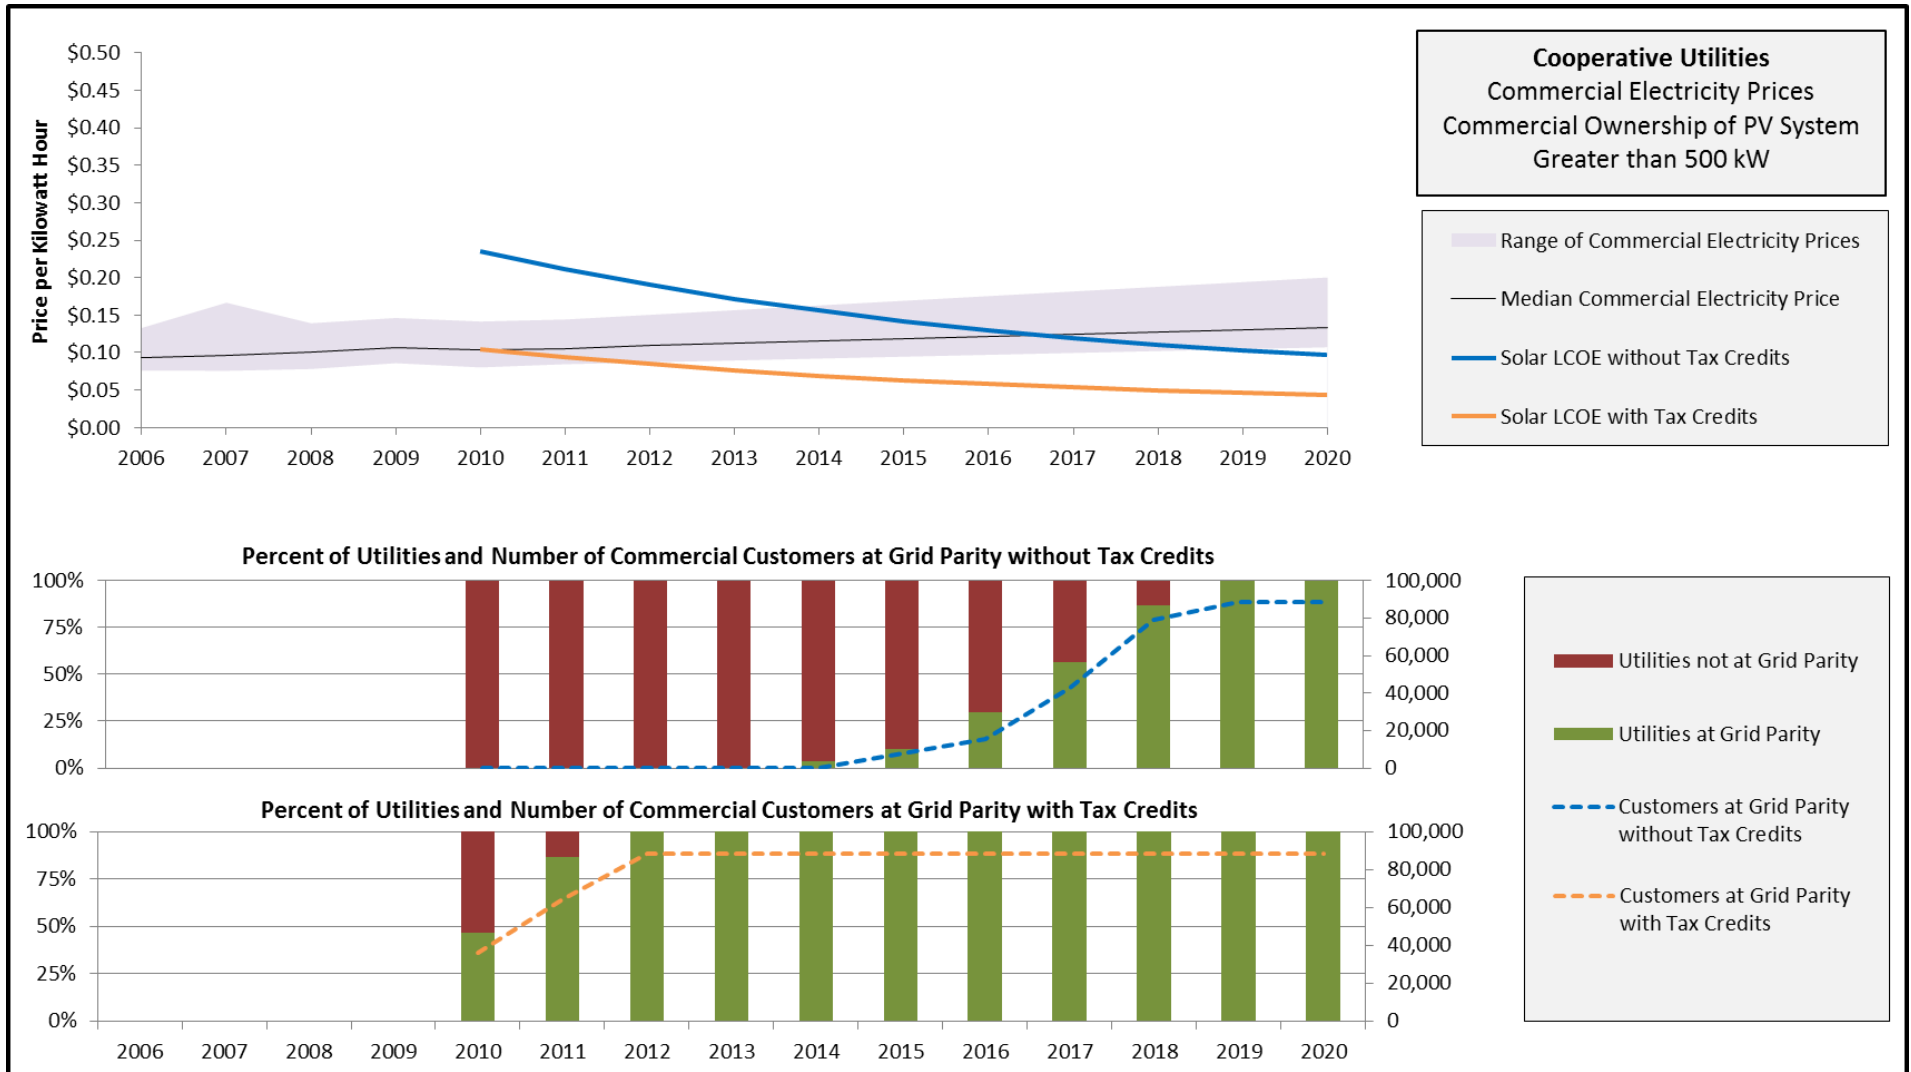 $0.50
$0.45
$0.40
$0.35
$0.30
$0.25
$0.20
$0.15
$0.10
$0.05
$0.00
Price per Kilowatt Hour
2006 2007 2008 2009 2010 2011 2012 2013 2014 2015 2016 2017 2018 2019 2020
Cooperative Utilities
Commercial Electricity Prices
Commercial Ownership of PV System
Greater than 500 kW
Range of Commercial Electricity Prices
Median Commercial Electricity Price
Solar LCOE without Tax Credits
Solar LCOE with Tax Credits
Percent of Utilities and Number of Commercial Customers at Grid Parity without Tax Credits
100%
75%
50%
25%
0%
100,000
80,000
60,000
40,000
20,000
0
Percent of Utilities and Number of Commercial Customers at Grid Parity with Tax Credits
100%
75%
50%
25%
0%
100,000
80,000
60,000
40,000
20,000
0
2006 2007 2008 2009 2010 2011 2012 2013 2014 2015 2016 2017 2018 2019 2020
Utilities not at Grid Parity
Utilities at Grid Parity
Customers at Grid Parity
without Tax Credits
Customers at Grid Parity
with Tax Credits